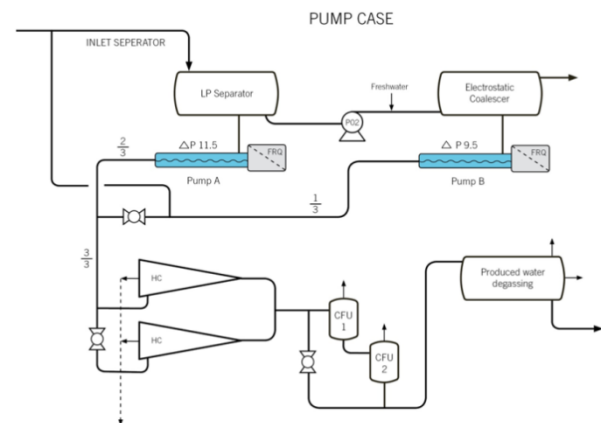 PUMP CASE
INLET SEPERATOR
LP Separator
Freshwater
Electrostatic
Coalescer
P02
2/3
△P 11.5
FRQ
Pump A
△ P 9.5
FRQ
Pump B
1/3
3/3
HC
HC
CFU
1
CFU
2
Produced water
degassing